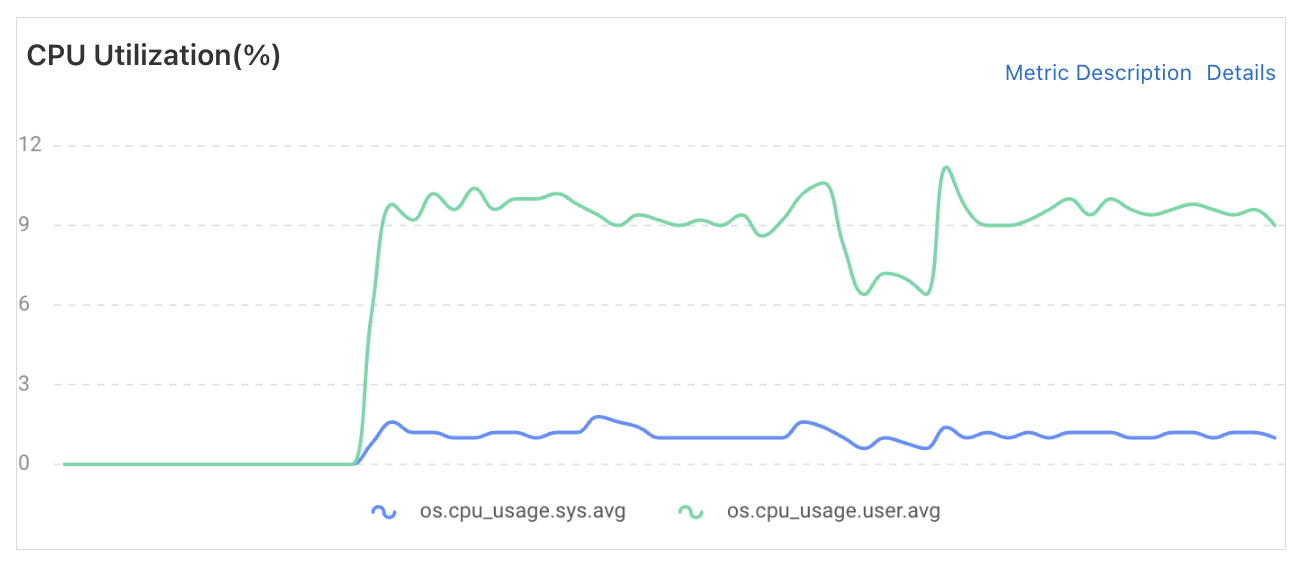 CPU Utilization(%)
Metric Description Details
12
9
6
3
0
os.cpu_usage.sys.avg os.cpu_usage.user.avg